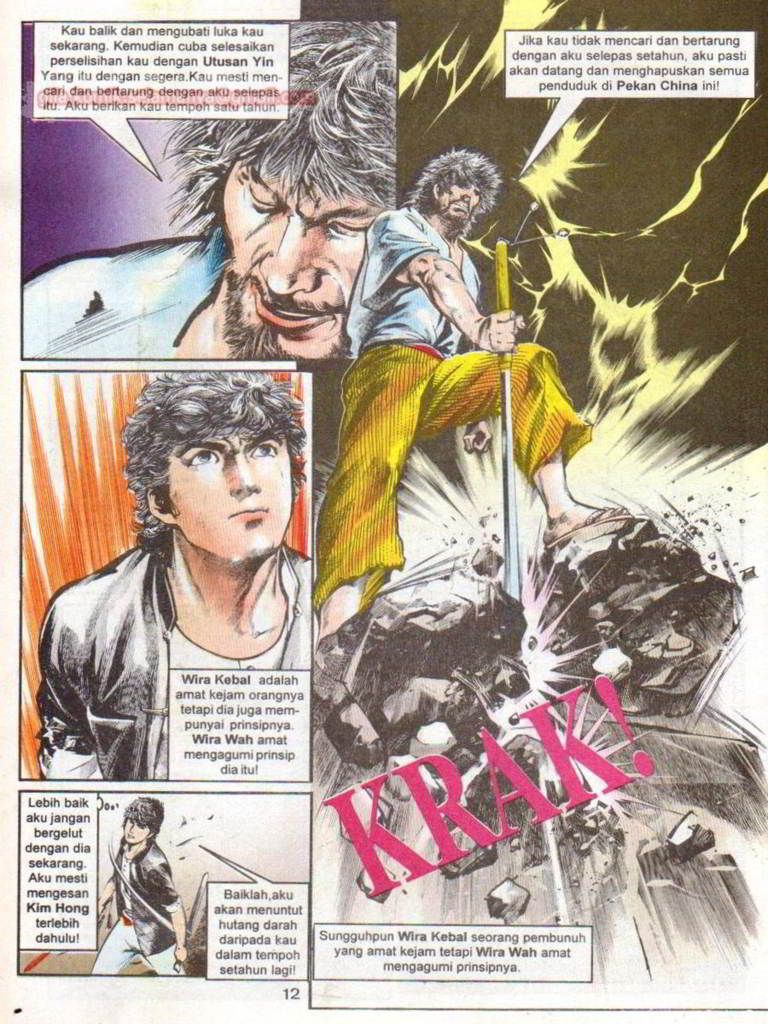 Kau balik dan mengubati luka kau
sekarang. Kemudian cuba selesaikan
perselisihan kau dengan Utusan Yin
Yang itu dengan segera.Kau mesti men-
cari dan bertarung dengan aku selepas
itu. Aku berikan kau tempoh satu tahun.
Jika kau tidak mencari dan bertarung
dengan aku selepas setahun, aku pasti
akan datang dan menghapuskan semua
penduduk di Pekan China ini!
Wira Kebal adalah
amat kejam orangnya
tetapi dia juga mem-
punyai prinsipnya.
Wira Wah amat
mengagumi prinsip
dia itu!
KRAK!
Lebih baik
aku jangan
bergelut
dengan dia
sekarang.
Aku mesti
mengesan
Kim Hong
terlebih
dahulu!
Baiklah,aku
akan menuntut
hutang darah
daripada kau
dalam tempoh
setahun lagi!
Sungguhpun Wira Kebal seorang pembunuh
yang amat kejam tetapi Wira Wah amat
mengagumi prinsipnya.
12